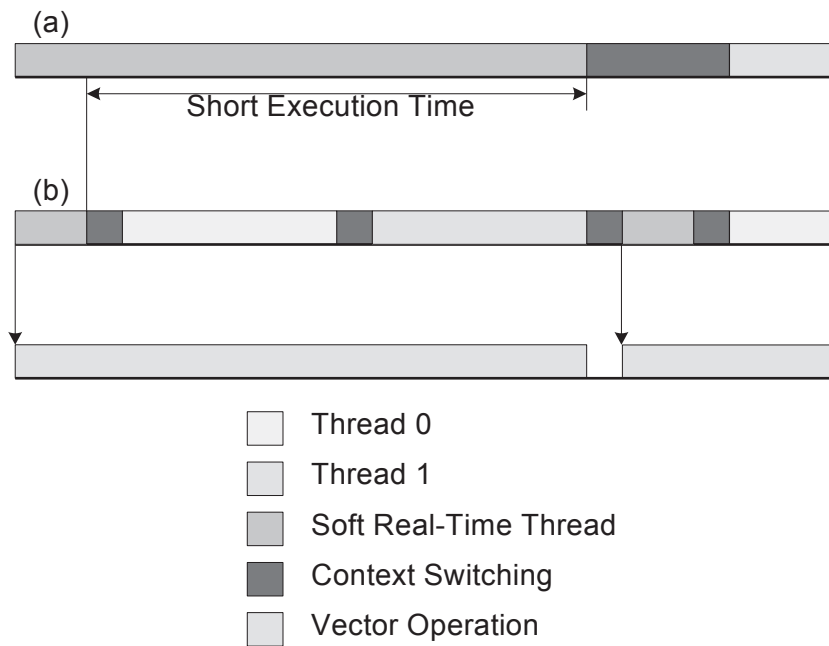 (a)
Short Execution Time
(b)
Thread 0
Thread 1
Soft Real-Time Thread
Context Switching
Vector Operation